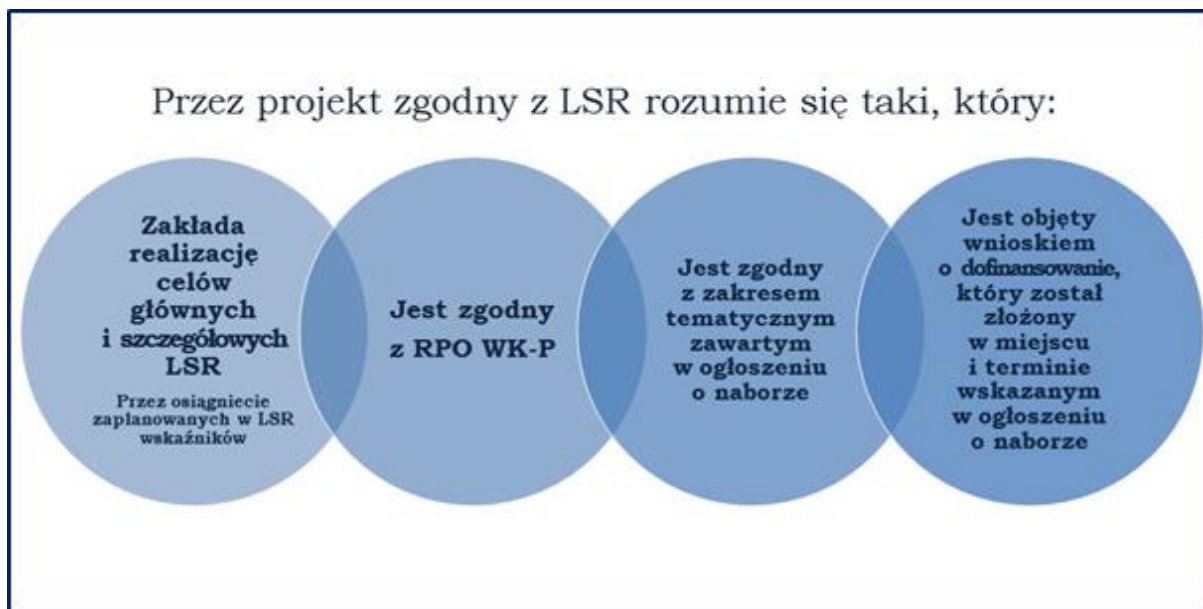 Przez projekt zgodny z LSR rozumie się taki, który:
Zakłada
realizację
celów
głównych
i szczegółowych
LSR
Przez osiągniecie
zaplanowanych w LSR
wskaźników
Jest zgodny
z RPO WK-P
Jest zgodny
z zakresem
tematycznym
zawartym
w ogłoszeniu
o naborze
Jest objęty
wnioskiem
o dofinansowanie,
który został
złożony
w miejscu
i terminie
wskazanym
w ogłoszeniu
o naborze